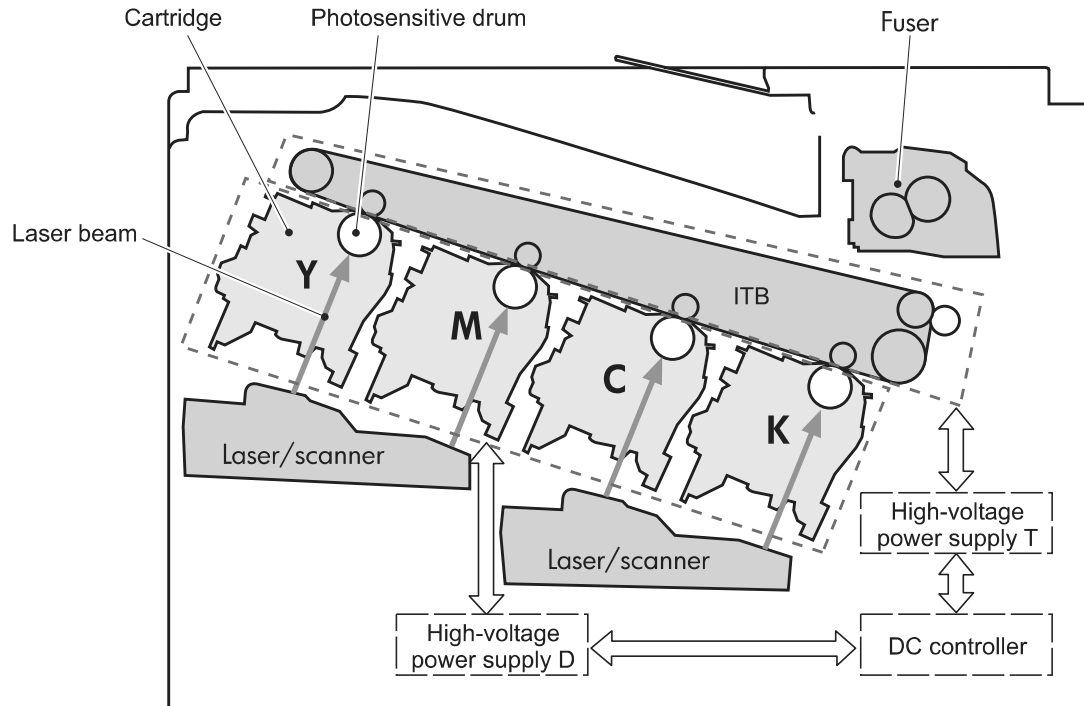 Cartridge
Photosensitive drum
Fuser
Laser beam
Y
M
ITB
C
K
Laser/scanner
Laser/scanner
High-voltage
power supply T
High-voltage
power supply D
DC controller